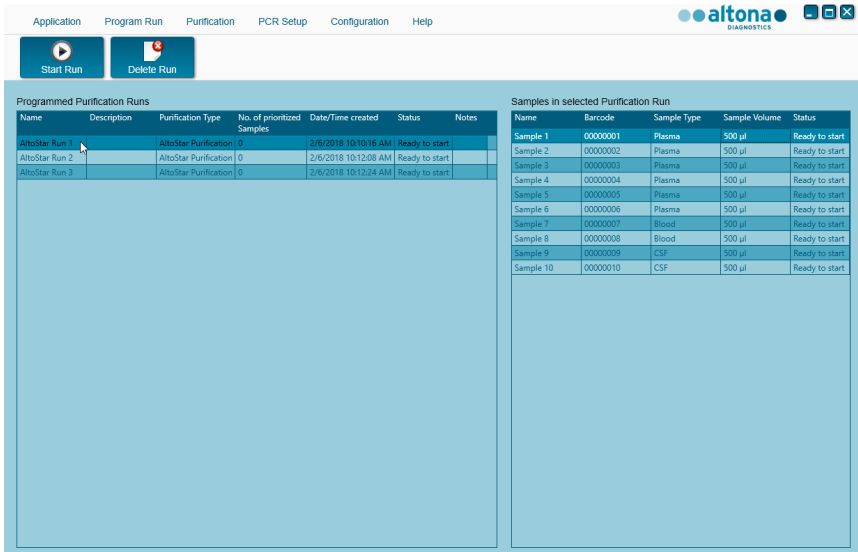 Application Program Run Purification PCR Setup Configuration Help
altona
DIAGNOSTICS
Start Run Delete Run
Programmed Purification Runs
Name Description Purification Type No. of prioritized Samples Date/Time created Status Notes
AltoStar Run 1 AltoStar Purification 0 2/6/2018 10:10:16 AM Ready to start
AltoStar Run 2 AltoStar Purification 0 2/6/2018 10:12:08 AM Ready to start
AltoStar Run 3 AltoStar Purification 0 2/6/2018 10:12:24 AM Ready to start
Samples in selected Purification Run
Name Barcode Sample Type Sample Volume Status
Sample 1 00000001 Plasma 500 µl Ready to start
Sample 2 00000002 Plasma 500 µl Ready to start
Sample 3 00000003 Plasma 500 µl Ready to start
Sample 4 00000004 Plasma 500 µl Ready to start
Sample 5 00000005 Plasma 500 µl Ready to start
Sample 6 00000006 Plasma 500 µl Ready to start
Sample 7 00000007 Blood 500 µl Ready to start
Sample 8 00000008 Blood 500 µl Ready to start
Sample 9 00000009 CSF 500 µl Ready to start
Sample 10 00000010 CSF 500 µl Ready to start